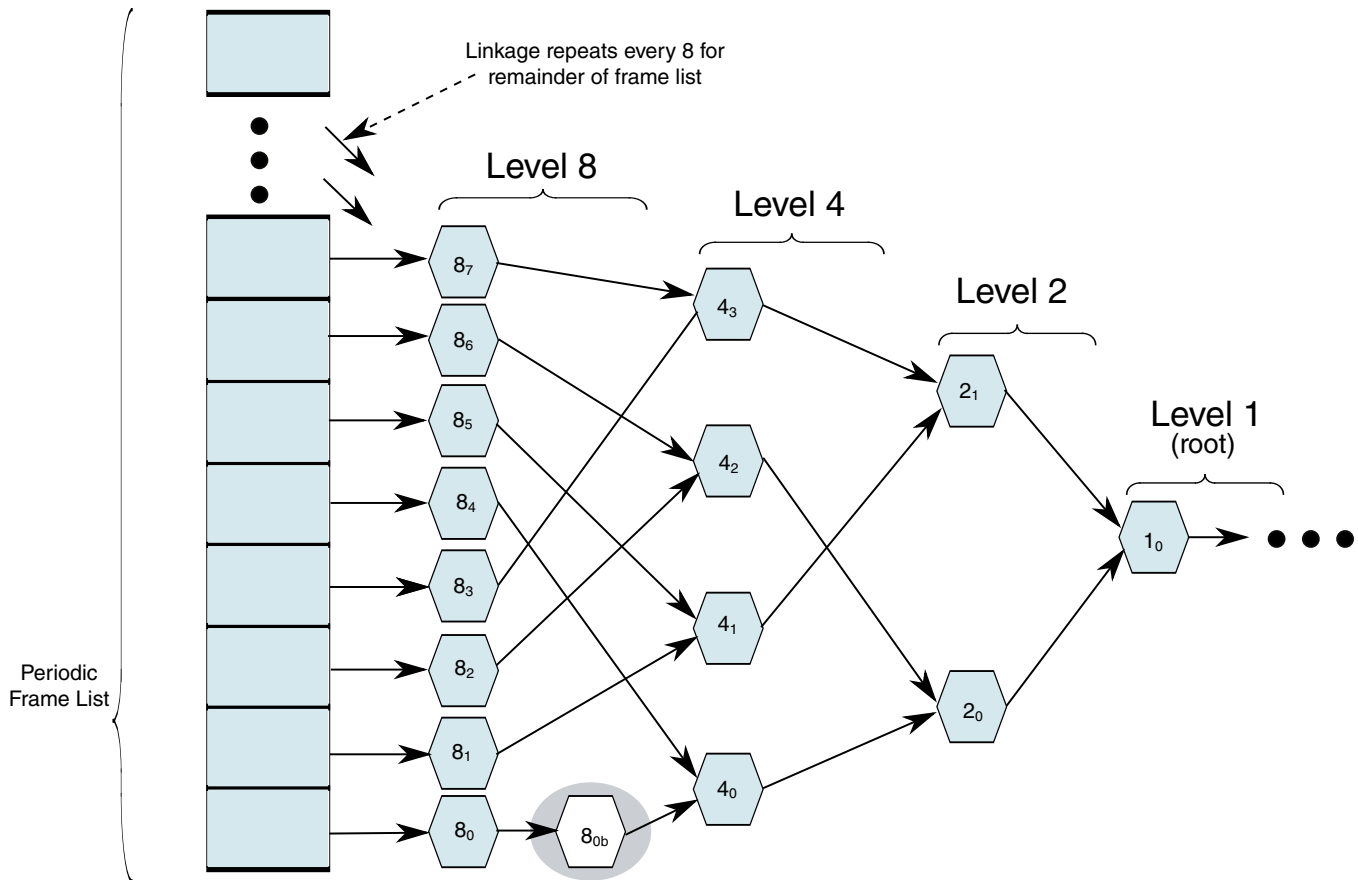 Linkage repeats every 8 for
remainder of frame list
Level 8
Level 4
Level 2
Level 1
(root)
8₇
8₆
8₅
8₄
8₃
8₂
8₁
8₀
8₀b
4₃
4₂
4₁
4₀
2₁
2₀
1₀
Periodic
Frame List